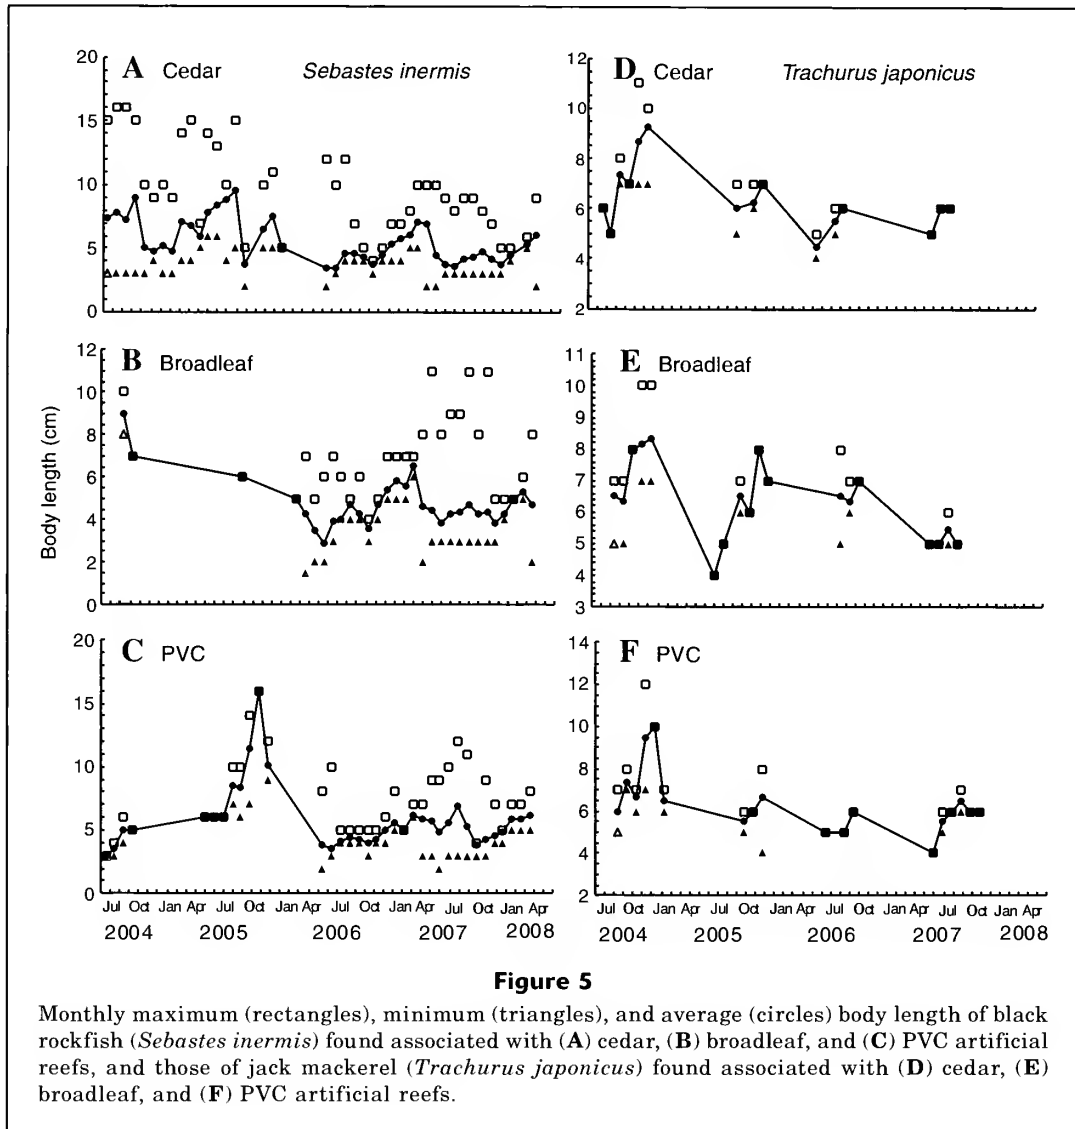 A Cedar Sebastes inermis
20
15
10
5
0
D Cedar Trachurus japonicus
12
10
8
6
4
2
B Broadleaf
12
10
8
6
4
2
0
Body length (cm)
E Broadleaf
11
10
9
8
7
6
5
4
3
C PVC
20
15
10
5
0
Jul Oct Jan Apr Jul Oct Jan Apr Jul Oct Jan Apr Jul Oct Jan Apr
2004 2005 2006 2007 2008
F PVC
14
12
10
8
6
4
2
Jul Oct Jan Apr Jul Oct Jan Apr Jul Oct Jan Apr Jul Oct Jan Apr
2004 2005 2006 2007 2008
Figure 5
Monthly maximum (rectangles), minimum (triangles), and average (circles) body length of black
rockfish (Sebastes inermis) found associated with (A) cedar, (B) broadleaf, and (C) PVC artificial
reefs, and those of jack mackerel (Trachurus japonicus) found associated with (D) cedar, (E)
broadleaf, and (F) PVC artificial reefs.